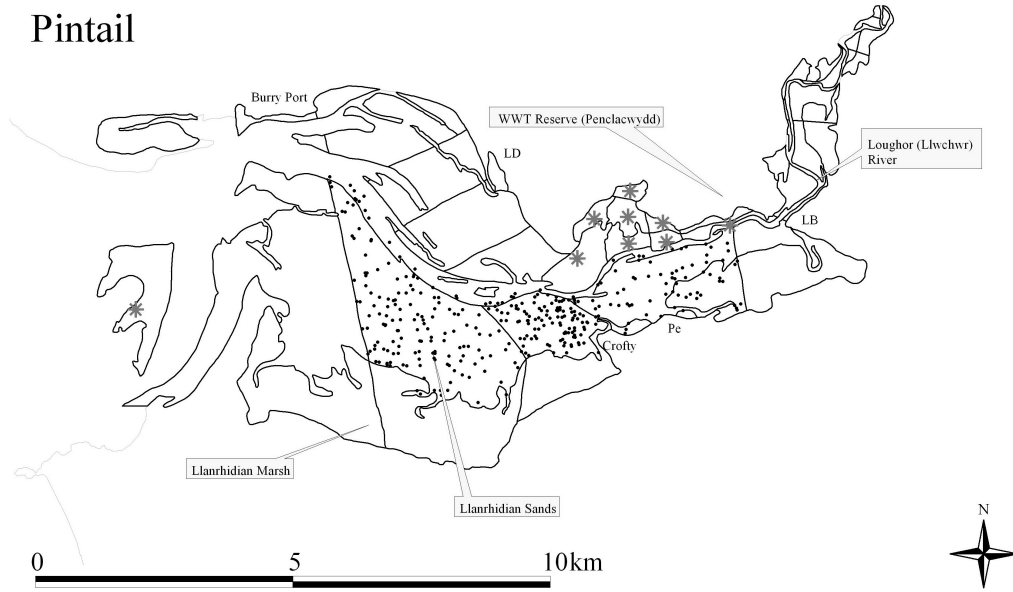 Pintail
Burry Port
WWT Reserve (Penclacwydd)
LD
Loughor (Llwchwr)
River
LB
Pe
Crofty
Llanrhidian Marsh
Llanrhidian Sands
N
0 5 10km